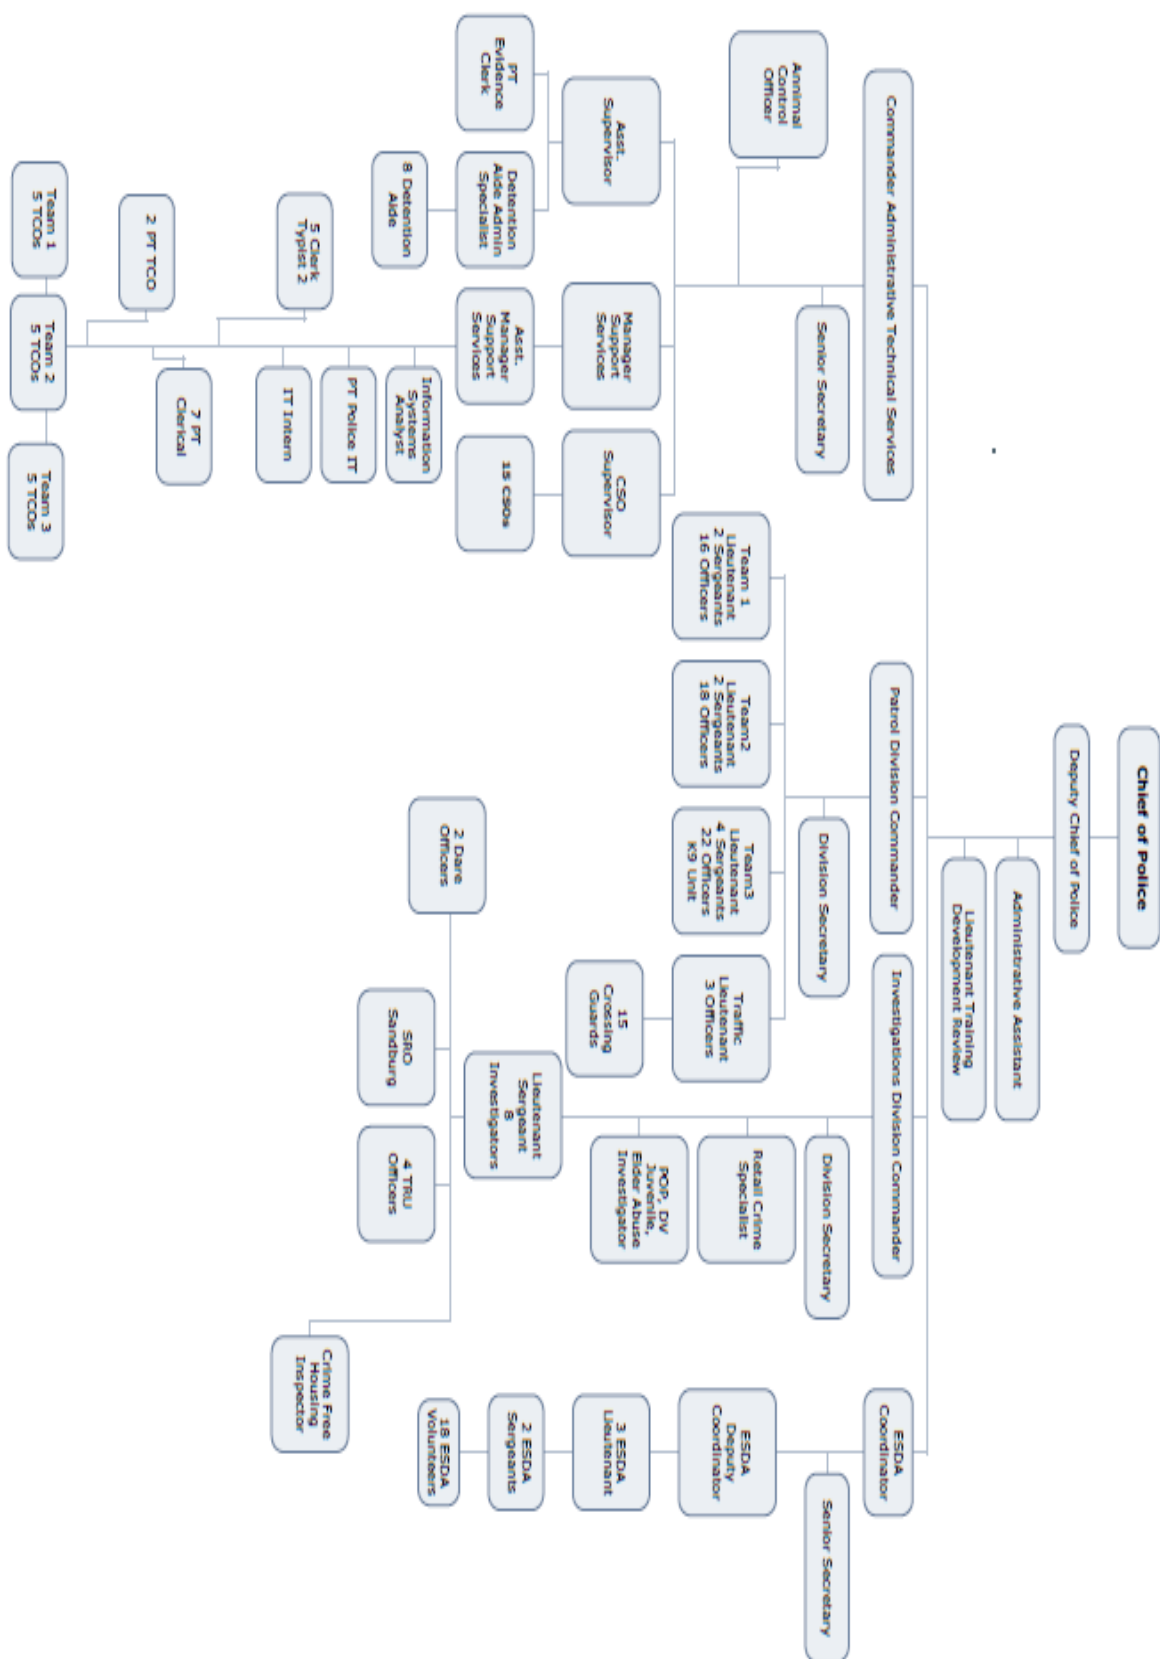 Chief of Police
Deputy Chief of Police
Administrative Assistant
Lieutenant Training
Development Review
Commander Administrative Technical Services
Patrol Division Commander
Investigations Division Commander
ESDA
Coordinator
Senior Secretary
Division Secretary
Division Secretary
Senior Secretary
Annimal
Control
Officer
Retail Crime
Specialist
ESDA
Deputy
Coordinator
Team 1
Lieutenant
2 Sergeants
16 Officers
Team2
Lieutenant
2 Sergeants
18 Officers
Team3
Lieutenant
4 Sergeants
22 Officers
K9 Unit
Traffic
Lieutenant
3 Officers
POP, DV
Juvenile,
Elder Abuse
Investigator
Asst.
Supervisor
Manager
Support
Services
CSO
Supervisor
15
Crossing
Guards
3 ESDA
Lieutenant
PT
Evidence
Clerk
Detention
Aide Admin
Specialist
Asst.
Manager
Support
Services
15 CSOs
Lieutenant
Sergeant
8
Investigators
2 ESDA
Sergeants
8 Detention
Aide
Information
Systems
Analyst
2 Dare
Officers
SRO
Sandburg
4 TRU
Officers
18 ESDA
Volunteers
PT Police IT
Crime Free
Housing
Inspector
5 Clerk
Typist 2
IT Intern
2 PT TCO
7 PT
Clerical
Team 1
5 TCOs
Team 2
5 TCOs
Team 3
5 TCOs